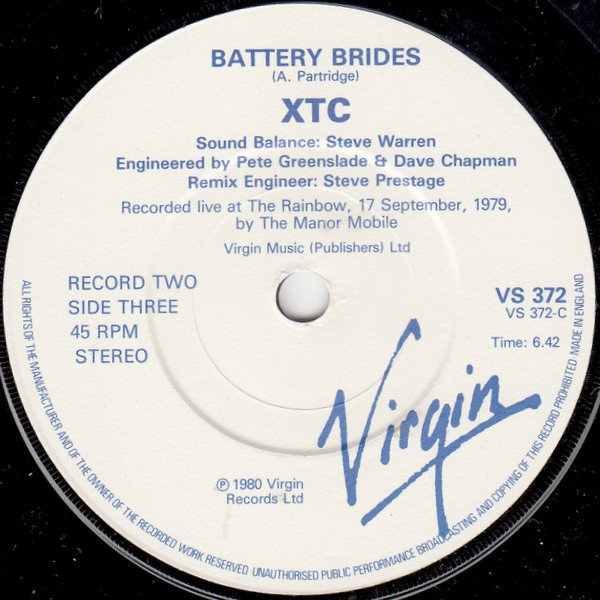 BATTERY BRIDES
(A. Partridge)
XTC
Sound Balance: Steve Warren
Engineered by Pete Greenslade & Dave Chapman
Remix Engineer: Steve Prestage
Recorded live at The Rainbow, 17 September, 1979,
by The Manor Mobile
Virgin Music (Publishers) Ltd
RECORD TWO
SIDE THREE
45 RPM
STEREO
VS 372
VS 372-C
Time: 6.42
Virgin
℗ 1980 Virgin
Records Ltd
ALL RIGHTS OF THE MANUFACTURER AND OF THE OWNER OF THE RECORDED WORK RESERVED UNAUTHORISED PUBLIC PERFORMANCE BROADCASTING AND COPYING OF THIS RECORD PROHIBITED MADE IN ENGLAND